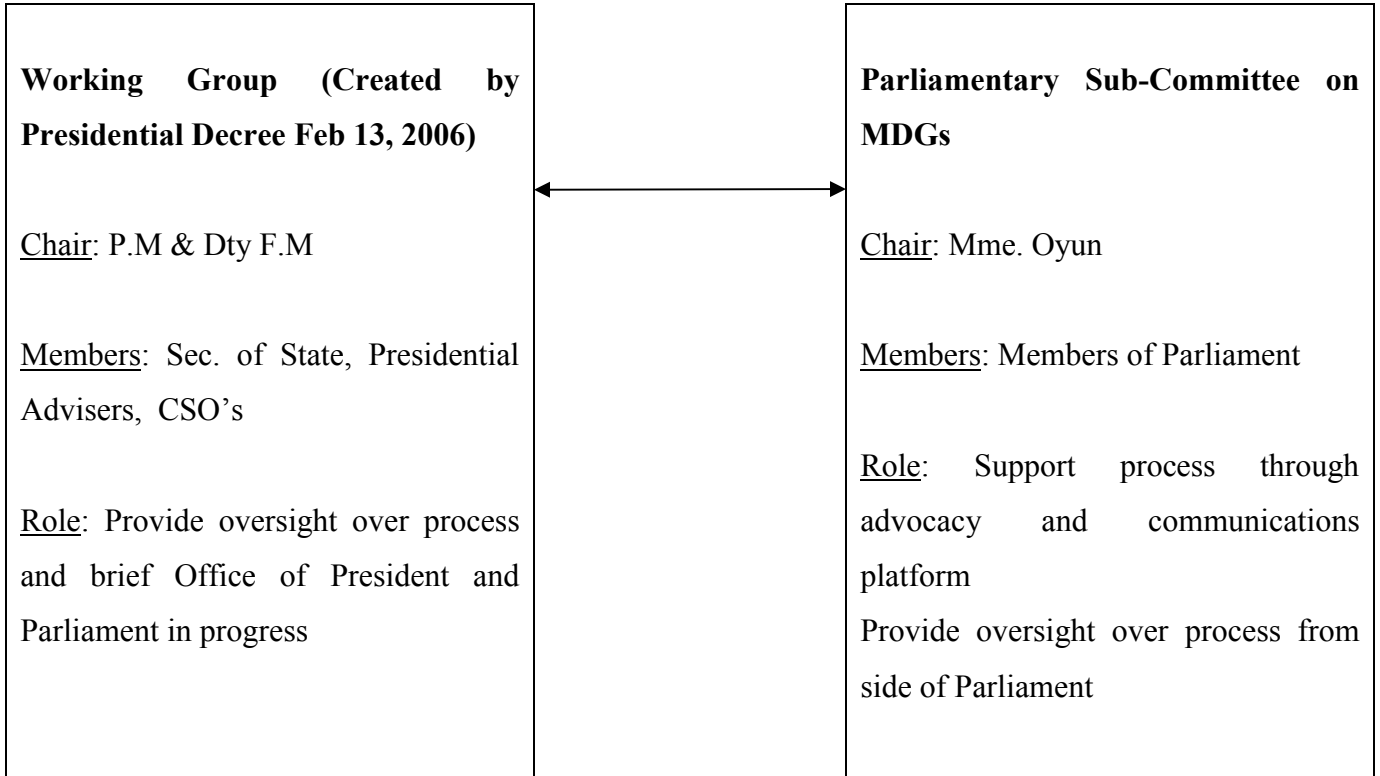 Working Group (Created by
Presidential Decree Feb 13, 2006)
Chair: P.M & Dty F.M
Members: Sec. of State, Presidential
Advisers, CSO’s
Role: Provide oversight over process
and brief Office of President and
Parliament in progress
Parliamentary Sub-Committee on
MDGs
Chair: Mme. Oyun
Members: Members of Parliament
Role: Support process through
advocacy and communications
platform
Provide oversight over process from
side of Parliament